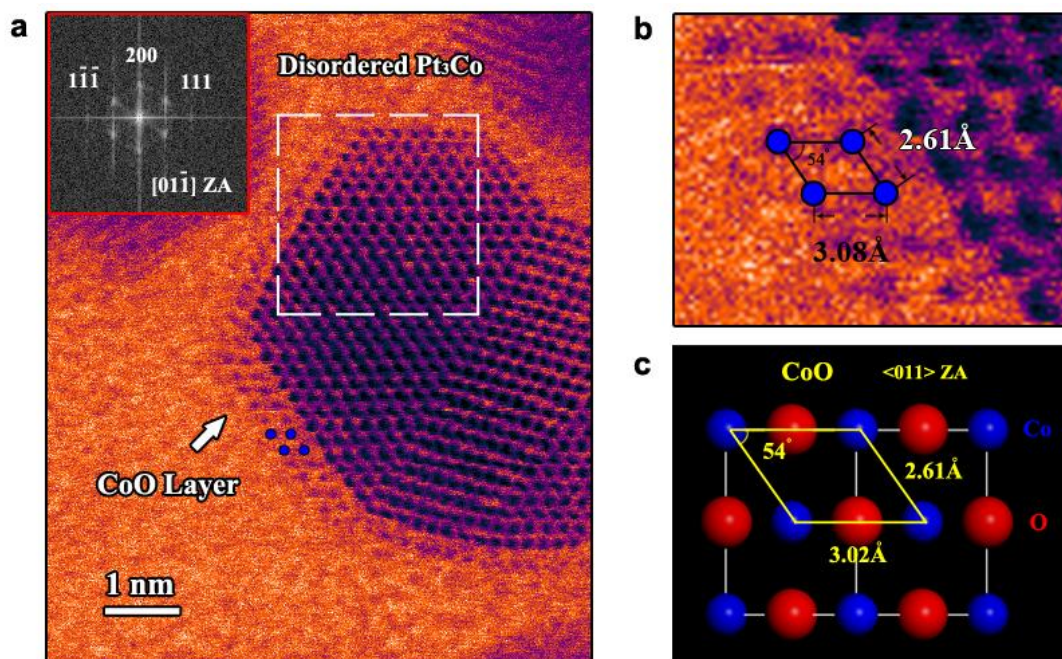 a
200
11̄1̄
111
[011̄] ZA
Disordered Pt₃Co
CoO Layer
1 nm
b
54
2.61Å
3.08Å
c
CoO <011> ZA
Co
54°
2.61Å
O
3.02Å